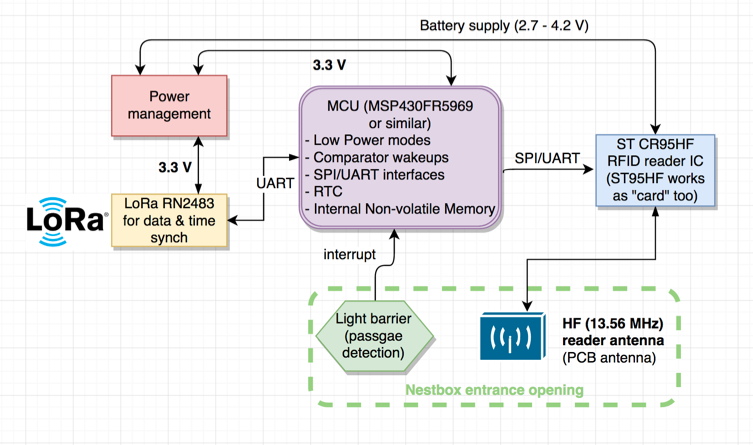 Battery supply (2.7 - 4.2 V)
3.3 V
Power
management
MCU (MSP430FR5969
or similar)
- Low Power modes
- Comparator wakeups
- SPI/UART interfaces
- RTC
- Internal Non-volatile Memory
SPI/UART
ST CR95HF
RFID reader IC
(ST95HF works
as "card" too)
3.3 V
UART
LoRa®
LoRa RN2483
for data & time
synch
interrupt
Light barrier
(passgae
detection)
HF (13.56 MHz)
reader antenna
(PCB antenna)
Nestbox entrance opening